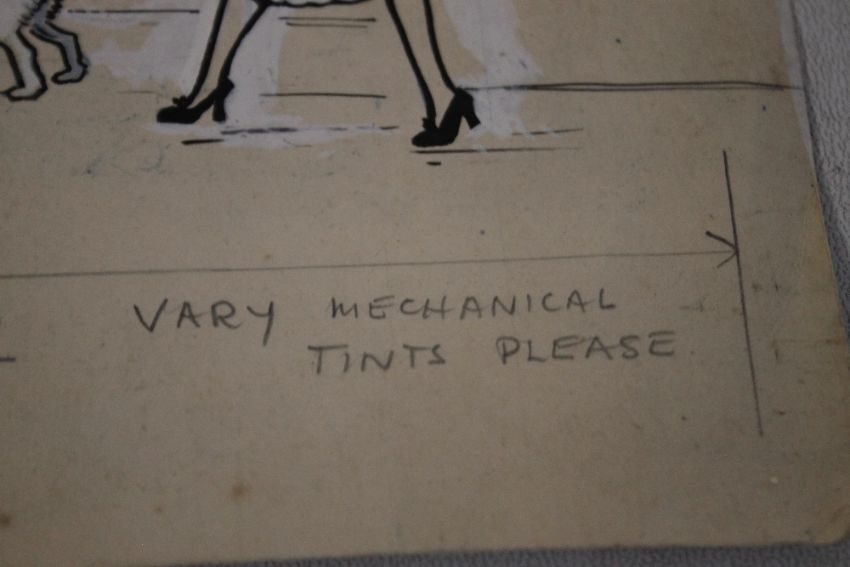 VARY MECHANICAL
TINTS PLEASE